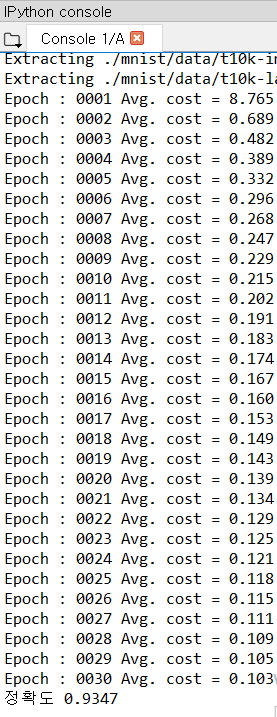 IPython console
Console 1/A
Extracting ./mnist/data/t10k-i
Extracting ./mnist/data/t10k-l
Epoch : 0001 Avg. cost = 8.765
Epoch : 0002 Avg. cost = 0.689
Epoch : 0003 Avg. cost = 0.482
Epoch : 0004 Avg. cost = 0.389
Epoch : 0005 Avg. cost = 0.332
Epoch : 0006 Avg. cost = 0.296
Epoch : 0007 Avg. cost = 0.268
Epoch : 0008 Avg. cost = 0.247
Epoch : 0009 Avg. cost = 0.229
Epoch : 0010 Avg. cost = 0.215
Epoch : 0011 Avg. cost = 0.202
Epoch : 0012 Avg. cost = 0.191
Epoch : 0013 Avg. cost = 0.183
Epoch : 0014 Avg. cost = 0.174
Epoch : 0015 Avg. cost = 0.167
Epoch : 0016 Avg. cost = 0.160
Epoch : 0017 Avg. cost = 0.153
Epoch : 0018 Avg. cost = 0.149
Epoch : 0019 Avg. cost = 0.143
Epoch : 0020 Avg. cost = 0.139
Epoch : 0021 Avg. cost = 0.134
Epoch : 0022 Avg. cost = 0.129
Epoch : 0023 Avg. cost = 0.125
Epoch : 0024 Avg. cost = 0.121
Epoch : 0025 Avg. cost = 0.118
Epoch : 0026 Avg. cost = 0.115
Epoch : 0027 Avg. cost = 0.111
Epoch : 0028 Avg. cost = 0.109
Epoch : 0029 Avg. cost = 0.105
Epoch : 0030 Avg. cost = 0.103
정확도 0.9347